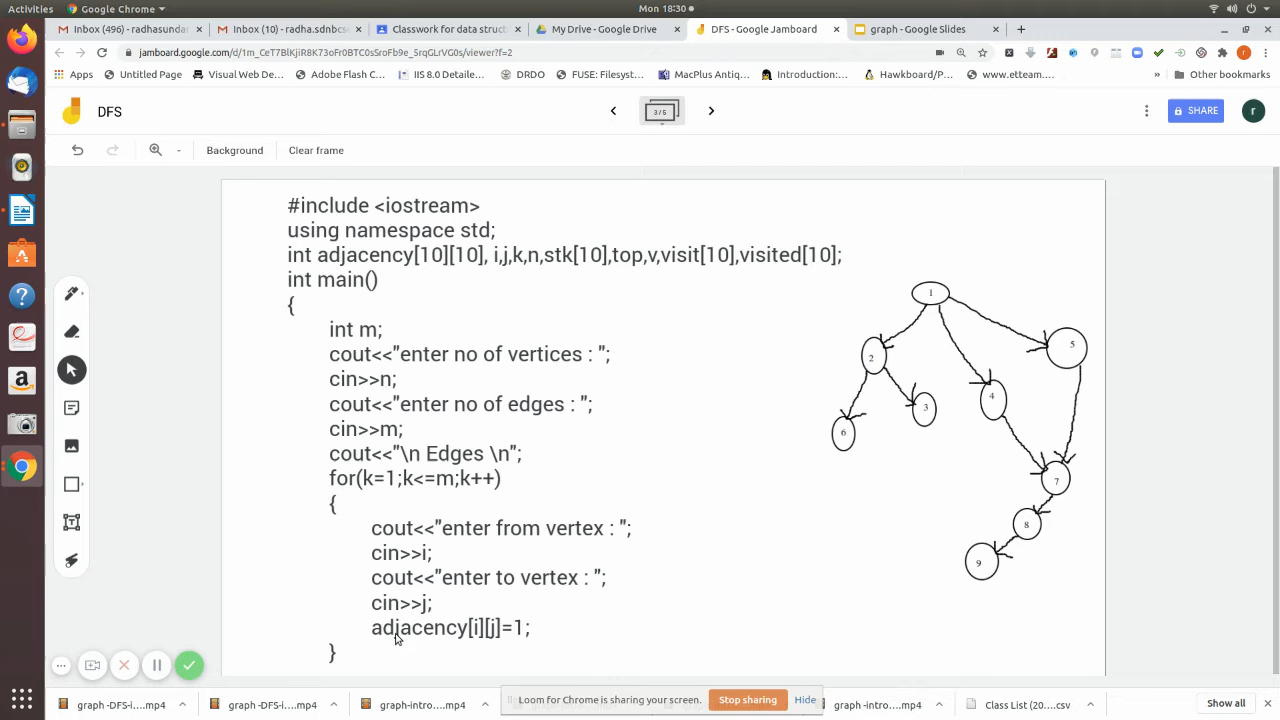 Activities
Google Chrome
Mon 18:30
Inbox (496) - radhasundar
Inbox (10) - radha.sdnbcsc
Classwork for data struct
My Drive - Google Drive
DFS - Google Jamboard
graph - Google Slides
jamboard.google.com/d/1m_CeT7BlKjiR8K73oFr0BTC0sSroFb9e_5rqGLrVG0s/viewer?f=2
Apps
Untitled Page
Visual Web De...
Adobe Flash C...
IIS 8.0 Detaile...
DRDO
FUSE: Filesyst...
MacPlus Antiq...
Introduction:...
Hawkboard/P...
www.etteam....
»
Other bookmarks
DFS
3/5
SHARE
r
Background
Clear frame
#include <iostream>
using namespace std;
int adjacency[10][10], i,j,k,n,stk[10],top,v,visit[10],visited[10];
int main()
{
int m;
cout<<"enter no of vertices : ";
cin>>n;
cout<<"enter no of edges : ";
cin>>m;
cout<<"\n Edges \n";
for(k=1;k<=m;k++)
{
cout<<"enter from vertex : ";
cin>>i;
cout<<"enter to vertex : ";
cin>>j;
adjacency[i][j]=1;
}
1
2
5
4
3
6
7
8
9
Loom for Chrome is sharing your screen.
Stop sharing
Hide
graph -DFS-i....mp4
graph -DFS-i....mp4
graph-intro....mp4
graph -intro....mp4
Class List (20....csv
Show all